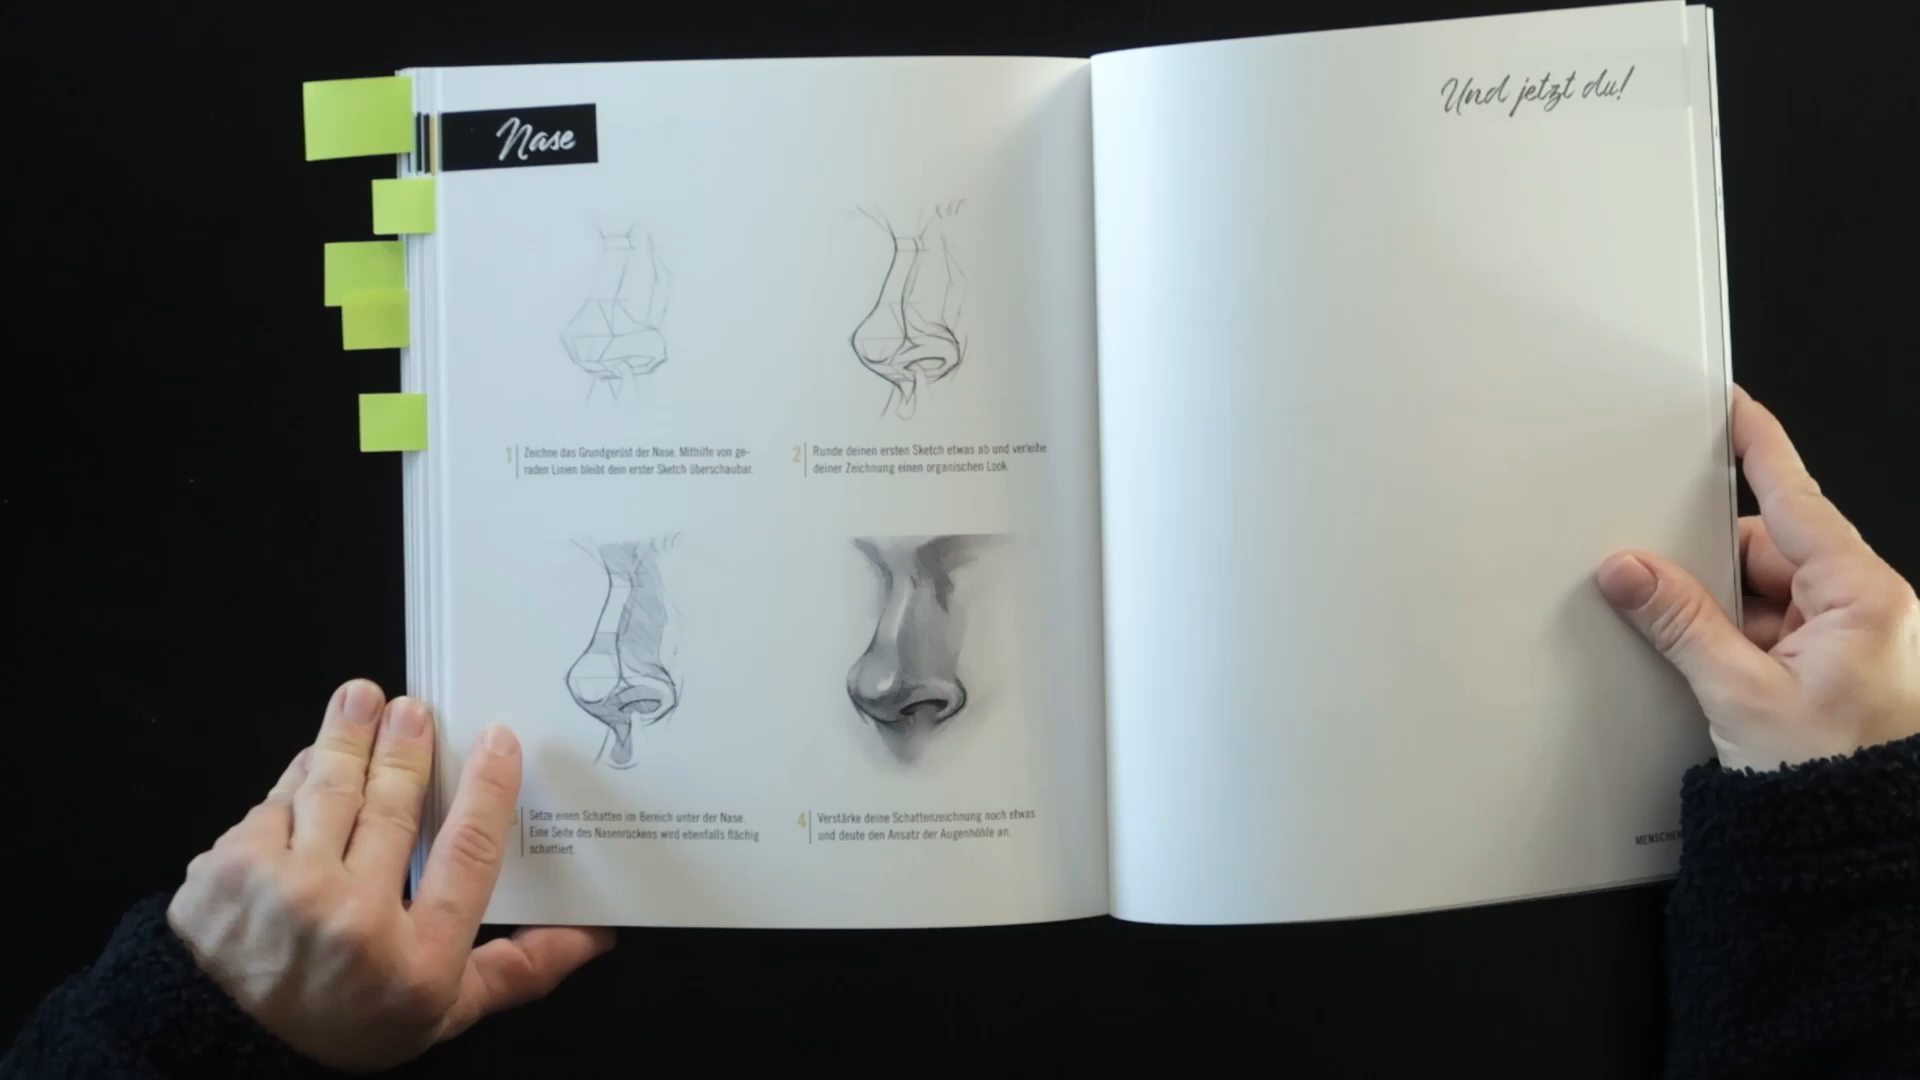 Nase
1 Zeichne das Grundgerüst der Nase. Mithilfe von ge-
raden Linien bleibt dein erster Sketch überschaubar.
2 Runde deinen ersten Sketch etwas ab und verleihe
deiner Zeichnung einen organischen Look.
3 Setze einen Schatten im Bereich unter der Nase.
Eine Seite des Nasenrückens wird ebenfalls flächig
schattiert.
4 Verstärke deine Schattenzeichnung noch etwas
und deute den Ansatz der Augenhöhle an.
Und jetzt du!
MENSCHEN